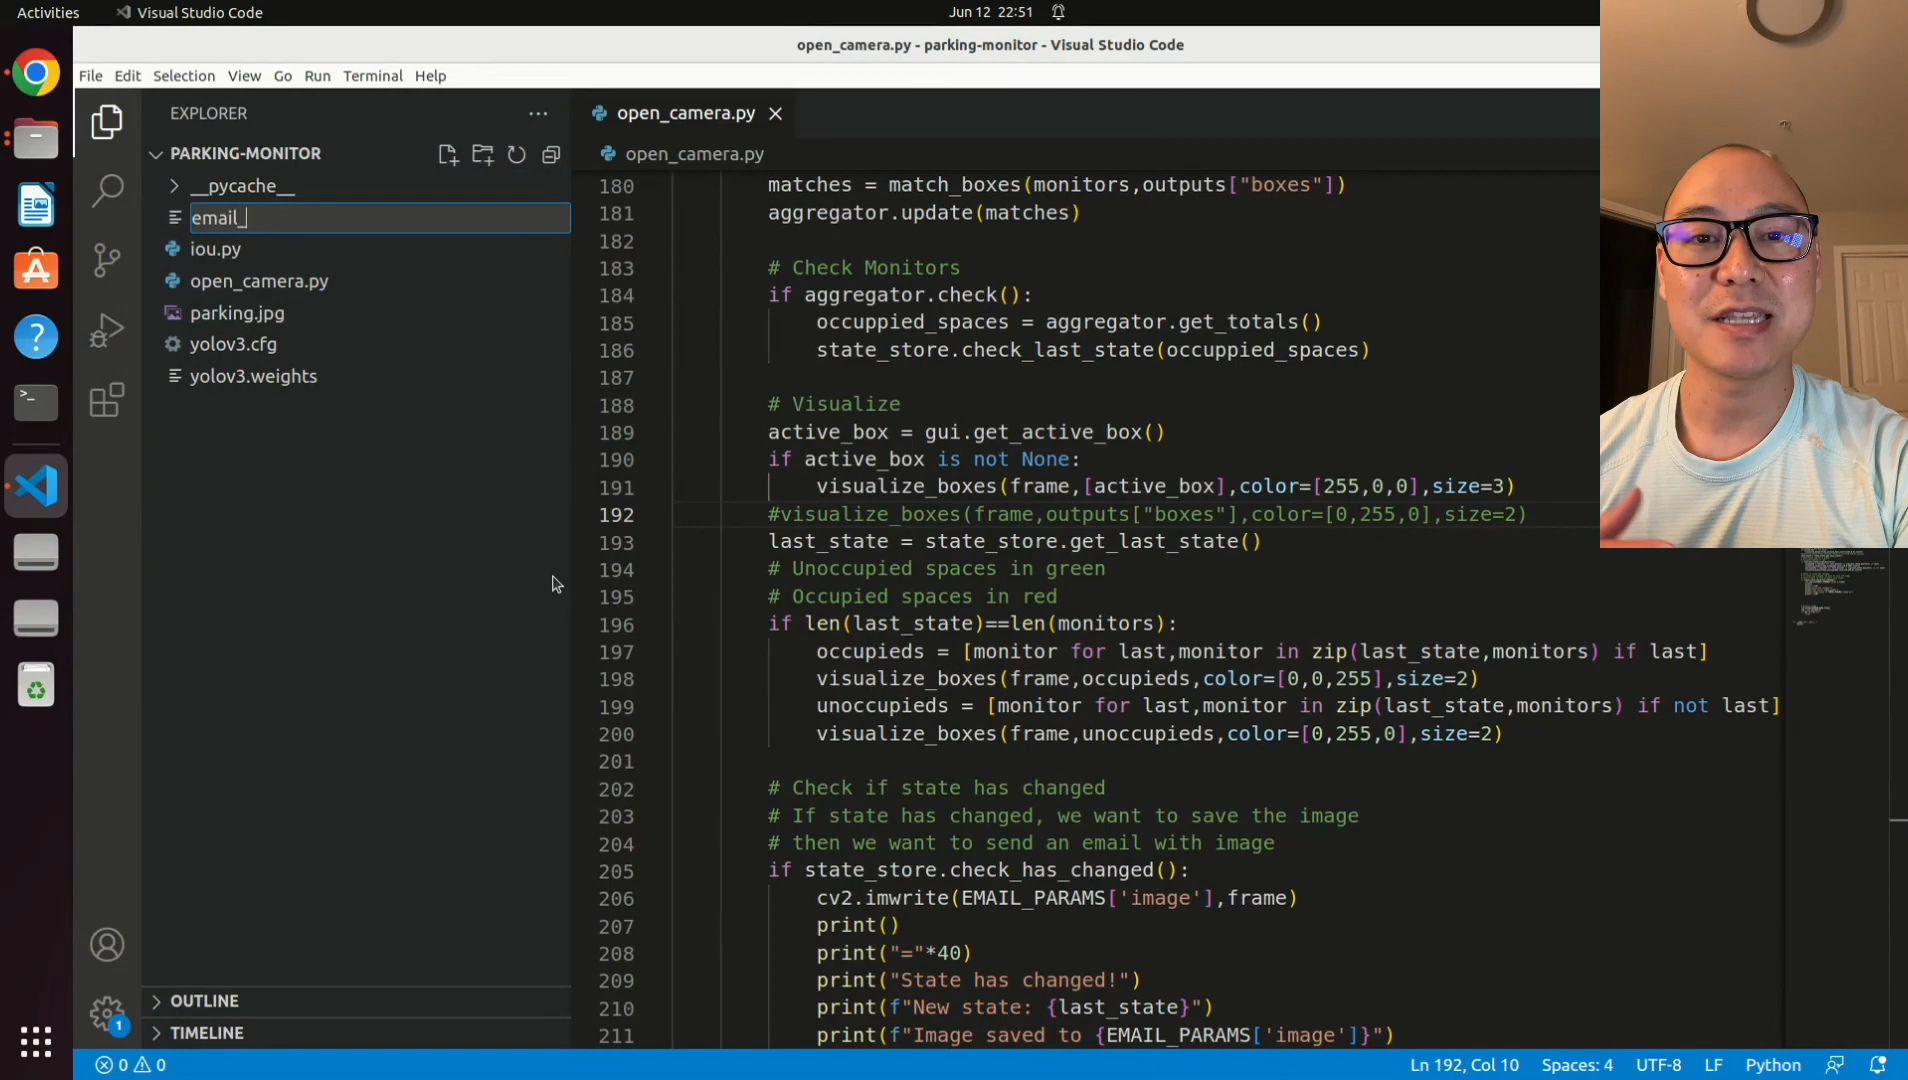 Activities Visual Studio Code Jun 12 22:51
open_camera.py - parking-monitor - Visual Studio Code
File Edit Selection View Go Run Terminal Help
EXPLORER
PARKING-MONITOR
__pycache__
email_
iou.py
open_camera.py
parking.jpg
yolov3.cfg
yolov3.weights
OUTLINE
TIMELINE
open_camera.py
open_camera.py
180 matches = match_boxes(monitors,outputs["boxes"])
181 aggregator.update(matches)
182
183 # Check Monitors
184 if aggregator.check():
185 occuppied_spaces = aggregator.get_totals()
186 state_store.check_last_state(occuppied_spaces)
187
188 # Visualize
189 active_box = gui.get_active_box()
190 if active_box is not None:
191 visualize_boxes(frame,[active_box],color=[255,0,0],size=3)
192 #visualize_boxes(frame,outputs["boxes"],color=[0,255,0],size=2)
193 last_state = state_store.get_last_state()
194 # Unoccupied spaces in green
195 # Occupied spaces in red
196 if len(last_state)==len(monitors):
197 occupieds = [monitor for last,monitor in zip(last_state,monitors) if last]
198 visualize_boxes(frame,occupieds,color=[0,0,255],size=2)
199 unoccupieds = [monitor for last,monitor in zip(last_state,monitors) if not last]
200 visualize_boxes(frame,unoccupieds,color=[0,255,0],size=2)
201
202 # Check if state has changed
203 # If state has changed, we want to save the image
204 # then we want to send an email with image
205 if state_store.check_has_changed():
206 cv2.imwrite(EMAIL_PARAMS['image'],frame)
207 print()
208 print("="*40)
209 print("State has changed!")
210 print(f"New state: {last_state}")
211 print(f"Image saved to {EMAIL_PARAMS['image']}")
1
0 0 Ln 192, Col 10 Spaces: 4 UTF-8 LF Python